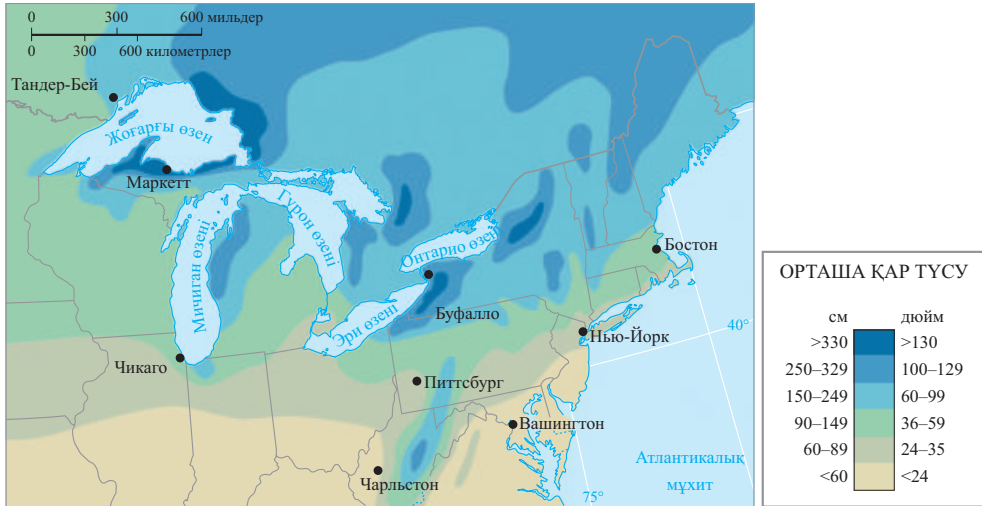 0 300 600 мильдер
0 300 600 километрлер
Тандер-Бей
Жоғарғы өзен
Маркетт
Мичиган өзені
Гурон өзені
Онтарио өзені
Эри өзені
Буфалло
Бостон
Нью-Йорк
40°
Чикаго
Питтсбург
Вашингтон
Чарльстон
Атлантикалық
мұхит
75°
ОРТАША ҚАР ТҮСУ
см дюйм
>330 >130
250–329 100–129
150–249 60–99
90–149 36–59
60–89 24–35
<60 <24